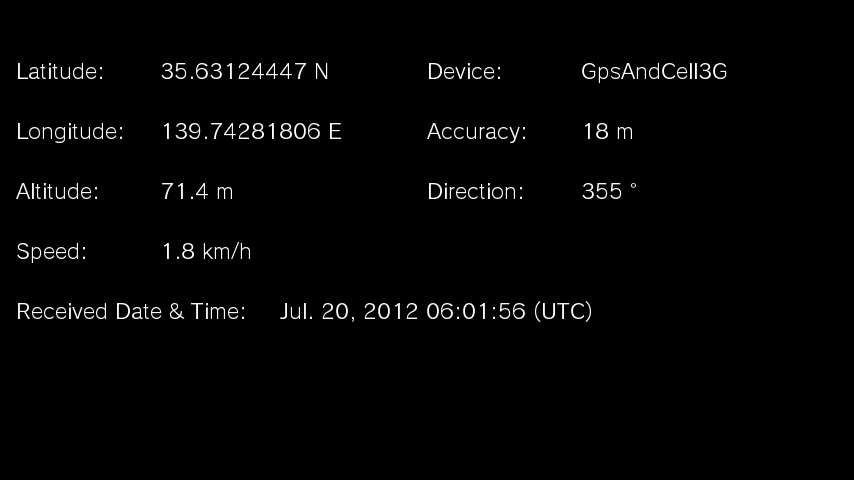 Latitude: 35.63124447 N Device: GpsAndCell3G
Longitude: 139.74281806 E Accuracy: 18 m
Altitude: 71.4 m Direction: 355 °
Speed: 1.8 km/h
Received Date & Time: Jul. 20, 2012 06:01:56 (UTC)